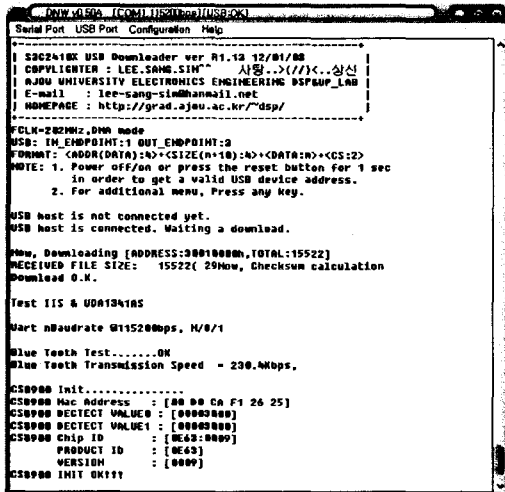 DNW v0.50A [COM1,115200bps][USB:OK]
Serial Port USB Port Configuration Help
+------------------------------------------------+
| S3C2410X USB Downloader ver R1.13 12/01/03 |
| COPYLIGHTER : LEE.SANG.SIM^^ 사탕..>(//)<..상신 |
| AJOU UNIVERSITY ELECTRONICS ENGINEERING DSP&UP_LAB |
| E-mail : lee-sang-sim@hanmail.net |
| HOMEPAGE : http://grad.ajou.ac.kr/~dsp/ |
+------------------------------------------------+
FCLK=202MHz,DMA mode
USB: IN_ENDPOINT:1 OUT_ENDPOINT:3
FORMAT: <ADDR(DATA):4>+<SIZE(n+10):4>+<DATA:n>+<CS:2>
NOTE: 1. Power off/on or press the reset button for 1 sec
in order to get a valid USB device address.
2. For additional menu, Press any key.
USB host is not connected yet.
USB host is connected. Waiting a download.
Now, Downloading [ADDRESS:30010000h,TOTAL:15522]
RECEIVED FILE SIZE: 15522( 29Now, Checksum calculation
Download O.K.
Test IIS & UDA1341AS
Uart nBaudrate @115200bps, N/8/1
Blue Tooth Test.......OK
Blue Tooth Transmission Speed = 230.4Kbps,
CS8900 Init...............
CS8900 Mac Address : [00 D0 CA F1 26 25]
CS8900 DECTECT VALUE0 : [00003000]
CS8900 DECTECT VALUE1 : [00003000]
CS8900 Chip ID : [0E63:0009]
PRODUCT ID : [0E63]
VERSION : [0009]
CS8900 INIT OK!!!